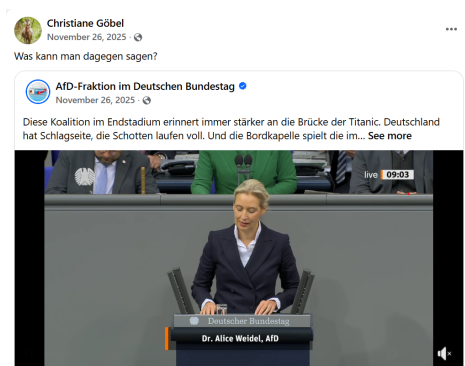 Christiane Göbel
November 26, 2025 ·
Was kann man dagegen sagen?
AfD-Fraktion im Deutschen Bundestag
November 26, 2025 ·
Diese Koalition im Endstadium erinnert immer stärker an die Brücke der Titanic. Deutschland
hat Schlagseite, die Schotten laufen voll. Und die Bordkapelle spielt die im... See more
live 09:03
Deutscher Bundestag
Dr. Alice Weidel, AfD